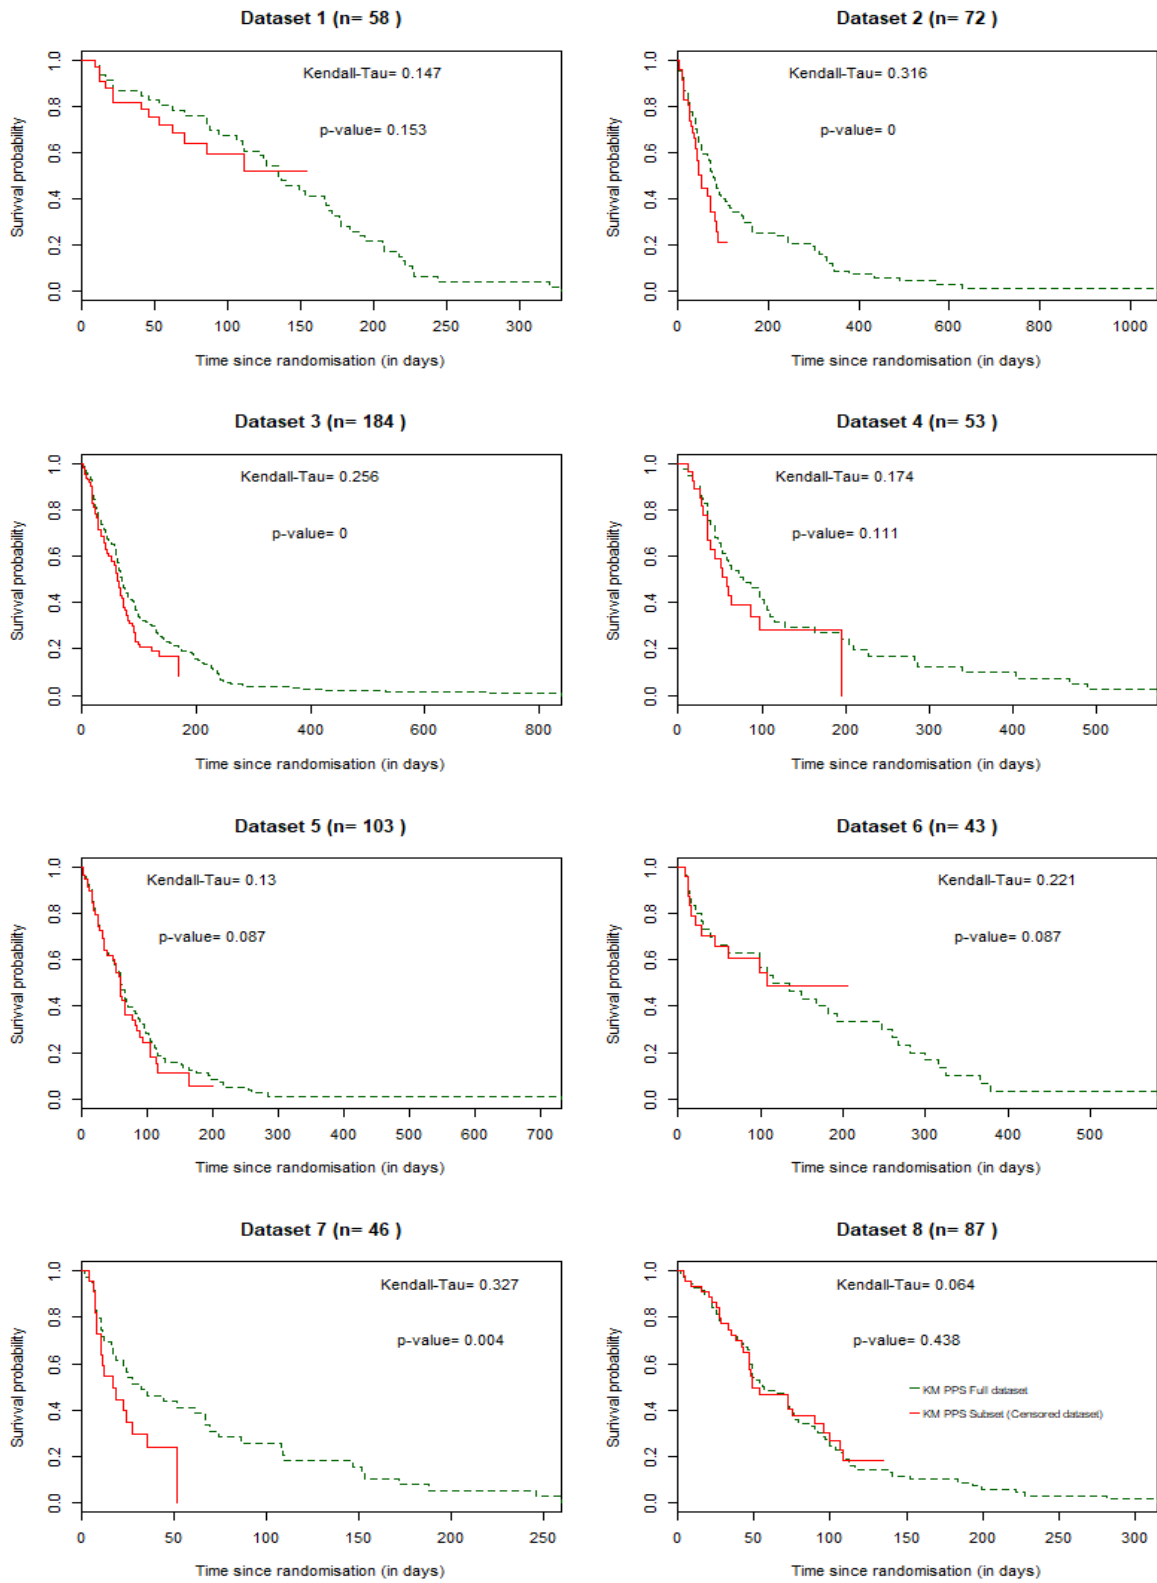 Dataset 1 (n= 58 )
Kendall-Tau= 0.147
p-value= 0.153
Surivval probability
0.0 0.2 0.4 0.6 0.8 1.0
0 50 100 150 200 250 300
Time since randomisation (in days)
Dataset 2 (n= 72 )
Kendall-Tau= 0.316
p-value= 0
Surivval probability
0.0 0.2 0.4 0.6 0.8 1.0
0 200 400 600 800 1000
Time since randomisation (in days)
Dataset 3 (n= 184 )
Kendall-Tau= 0.256
p-value= 0
Surivval probability
0.0 0.2 0.4 0.6 0.8 1.0
0 200 400 600 800
Time since randomisation (in days)
Dataset 4 (n= 53 )
Kendall-Tau= 0.174
p-value= 0.111
Surivval probability
0.0 0.2 0.4 0.6 0.8 1.0
0 100 200 300 400 500
Time since randomisation (in days)
Dataset 5 (n= 103 )
Kendall-Tau= 0.13
p-value= 0.087
Surivval probability
0.0 0.2 0.4 0.6 0.8 1.0
0 100 200 300 400 500 600 700
Time since randomisation (in days)
Dataset 6 (n= 43 )
Kendall-Tau= 0.221
p-value= 0.087
Surivval probability
0.0 0.2 0.4 0.6 0.8 1.0
0 100 200 300 400 500
Time since randomisation (in days)
Dataset 7 (n= 46 )
Kendall-Tau= 0.327
p-value= 0.004
Surivval probability
0.0 0.2 0.4 0.6 0.8 1.0
0 50 100 150 200 250
Time since randomisation (in days)
Dataset 8 (n= 87 )
Kendall-Tau= 0.064
p-value= 0.438
KM PPS Full dataset
KM PPS Subset (Censored dataset)
Surivval probability
0.0 0.2 0.4 0.6 0.8 1.0
0 50 100 150 200 250 300
Time since randomisation (in days)